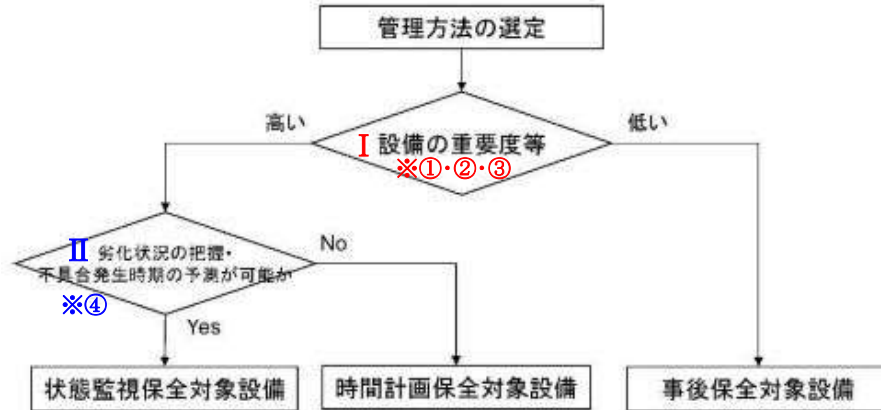 管理方法の選定
高い
低い
Ⅰ 設備の重要度等
※①・②・③
Ⅱ 劣化状況の把握・
不具合発生時期の予測が可能か
※④
No
Yes
状態監視保全対象設備
時間計画保全対象設備
事後保全対象設備